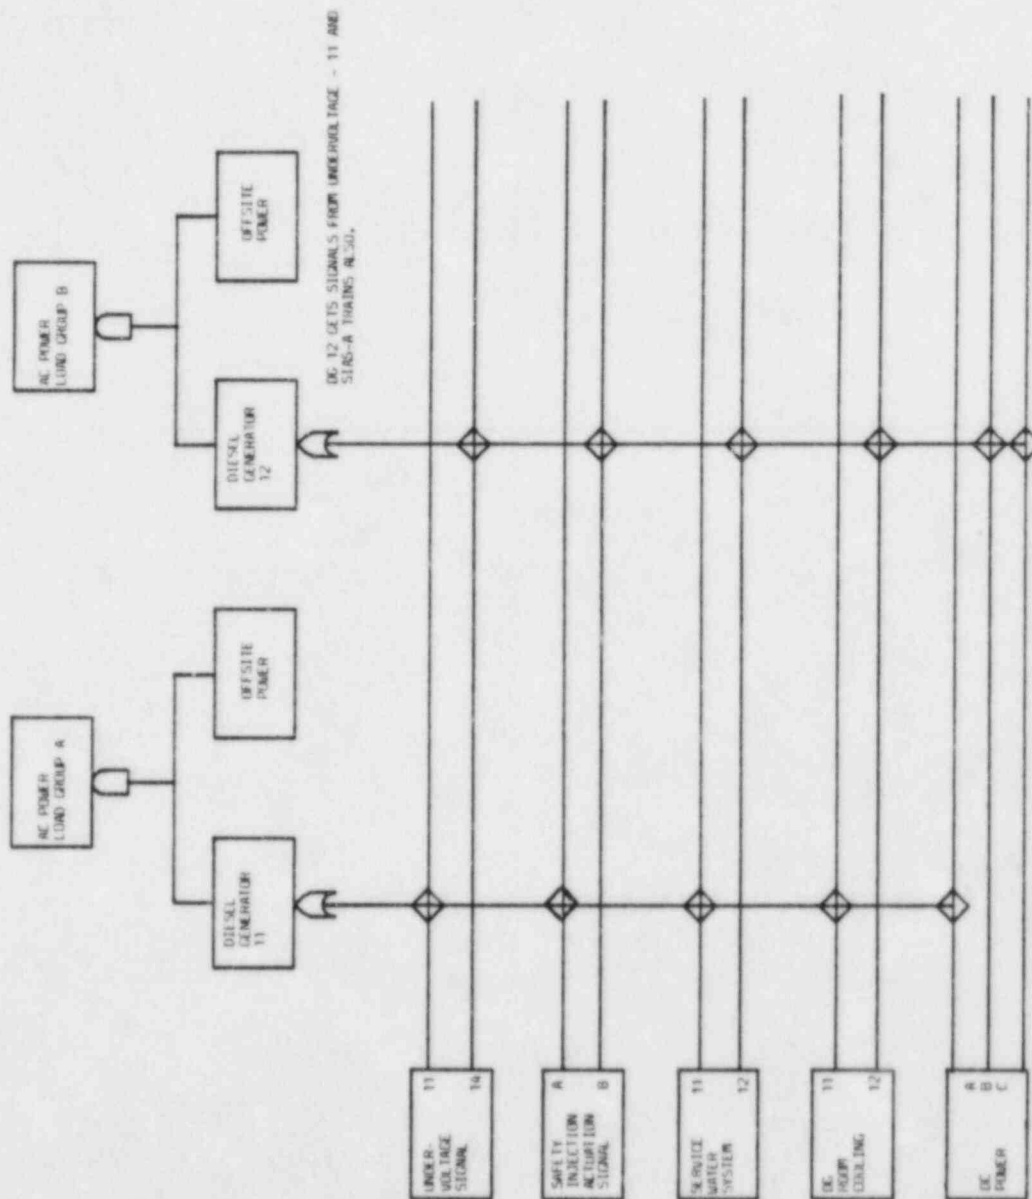 AC POWER
LOAD GROUP A
AC POWER
LOAD GROUP B
DIESEL
GENERATOR
11
OFFSITE
POWER
DIESEL
GENERATOR
12
OFFSITE
POWER
DG 12 GETS SIGNALS FROM UNDERVOLTAGE - 11 AND
SIAS-A TRAINS ALSO.
UNDER-
VOLTAGE
SIGNAL
11
14
SAFETY
INJECTION
ACTUATION
SIGNAL
A
B
SERVICE
WATER
SYSTEM
11
12
DG
ROOM
COOLING
11
12
DC
POWER
A
B
C